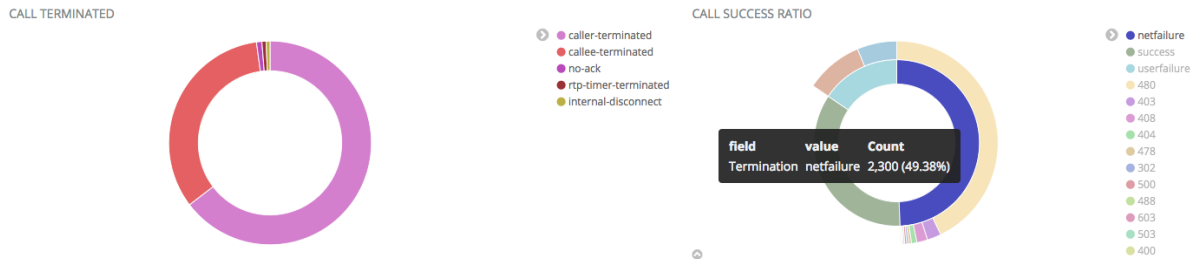 CALL TERMINATED
caller-terminated
callee-terminated
no-ack
rtp-timer-terminated
internal-disconnect
CALL SUCCESS RATIO
field value Count
Termination netfailure 2,300 (49.38%)
netfailure
success
userfailure
480
403
408
404
478
302
500
488
603
503
400